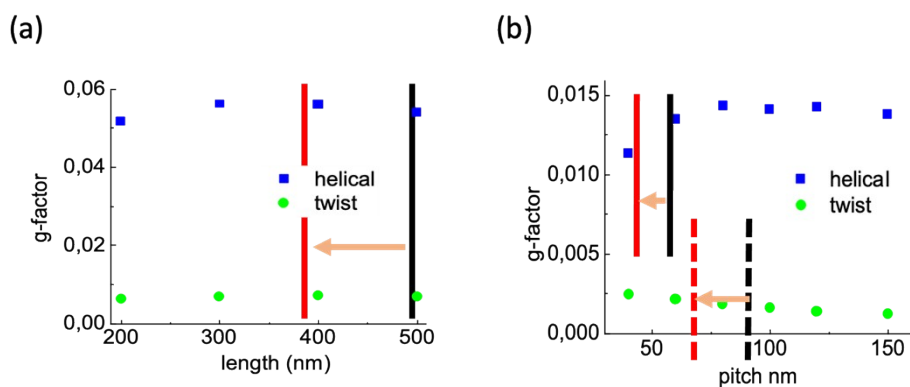 (a)
(b)
0,06
0,04
0,02
0,00
g-factor
helical
twist
200
300
400
500
length (nm)
0,015
0,010
0,005
0,000
g-factor
helical
twist
50
100
150
pitch nm